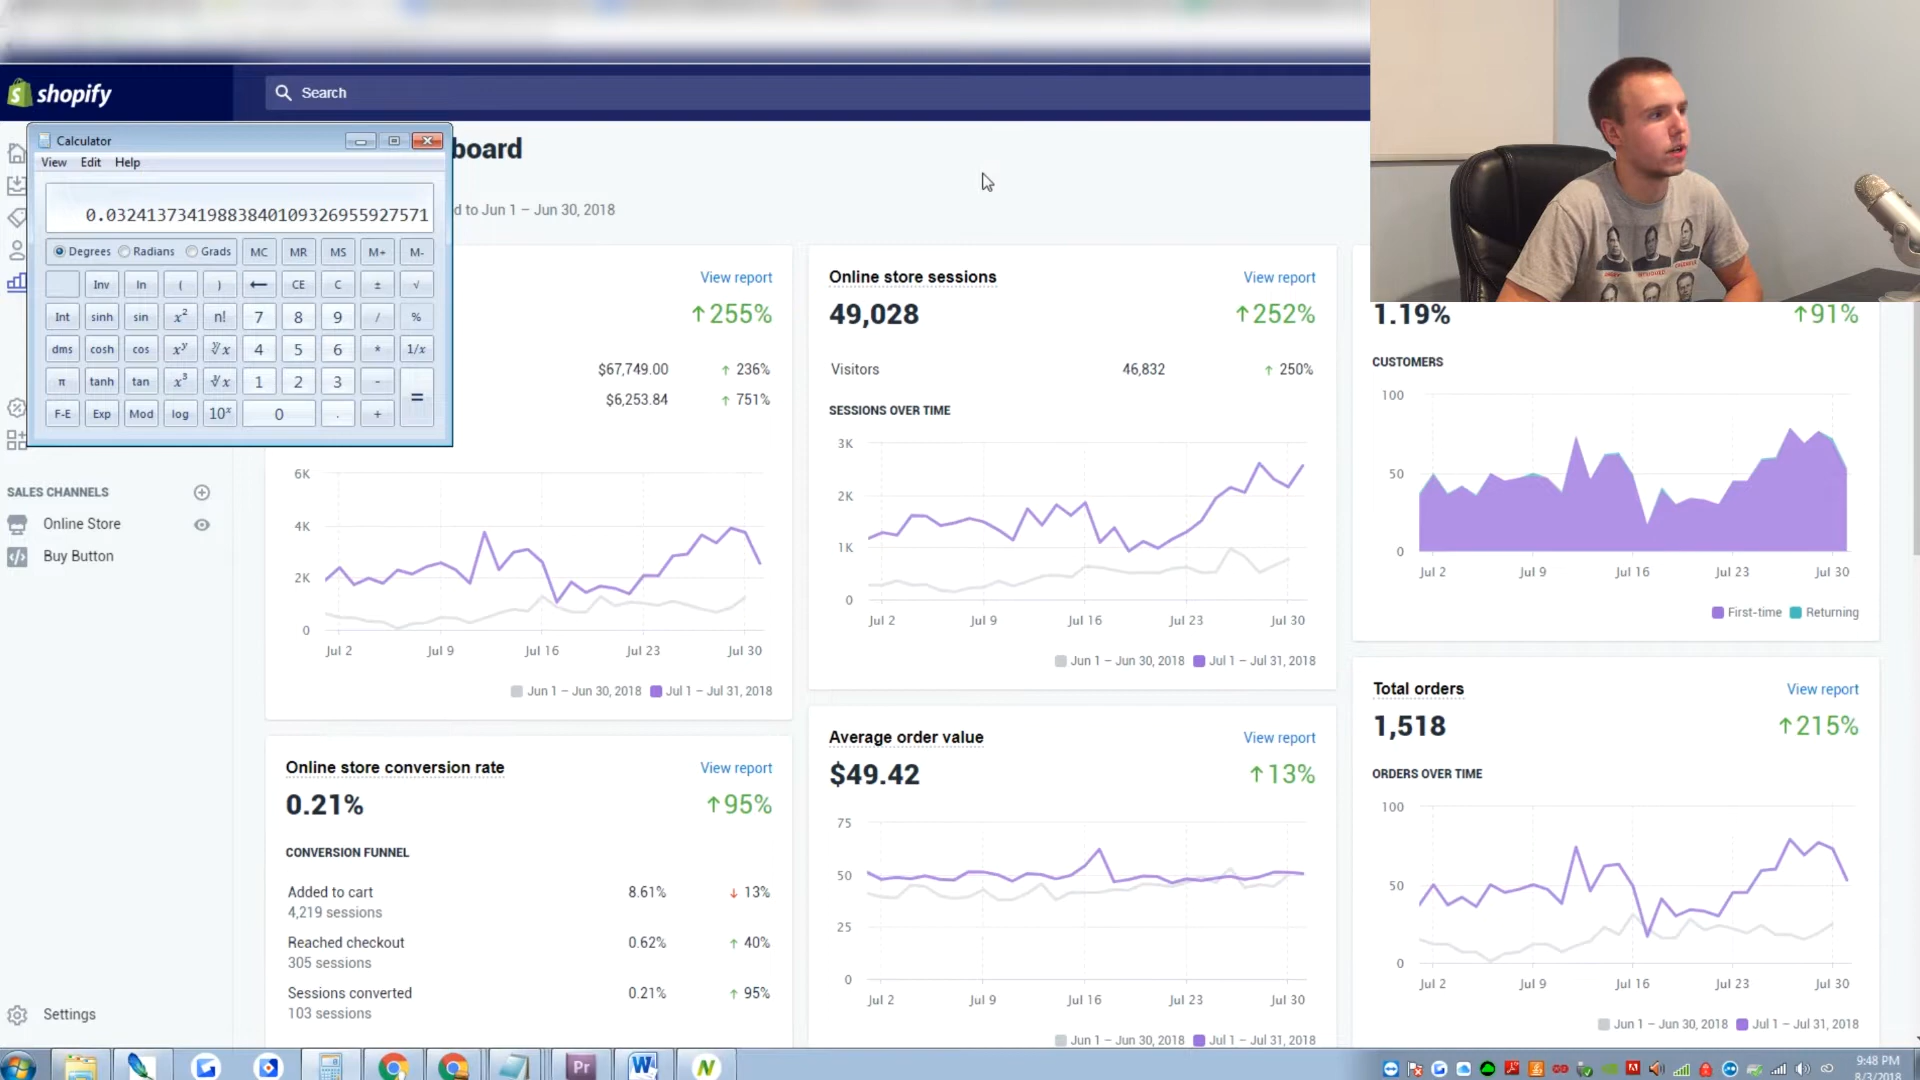 shopify
Search
Calculator
View Edit Help
0.03241373419883840109326955927571
Degrees Radians Grads MC MR MS M+ M-
Inv ln ( ) ← CE C ± √
Int sinh sin x² n! 7 8 9 / %
dms cosh cos xʸ ʸ√x 4 5 6 * 1/x
π tanh tan x³ ³√x 1 2 3 - =
F-E Exp Mod log 10ˣ 0 . +
board
d to Jun 1 – Jun 30, 2018
SALES CHANNELS
Online Store
Buy Button
Settings
View report
↑255%
$67,749.00 ↑ 236%
$6,253.84 ↑ 751%
6K
4K
2K
0
Jul 2 Jul 9 Jul 16 Jul 23 Jul 30
Jun 1 – Jun 30, 2018 Jul 1 – Jul 31, 2018
Online store conversion rate View report
0.21% ↑95%
CONVERSION FUNNEL
Added to cart 8.61% ↓ 13%
4,219 sessions
Reached checkout 0.62% ↑ 40%
305 sessions
Sessions converted 0.21% ↑ 95%
103 sessions
Online store sessions View report
49,028 ↑252%
Visitors 46,832 ↑ 250%
SESSIONS OVER TIME
3K
2K
1K
0
Jul 2 Jul 9 Jul 16 Jul 23 Jul 30
Jun 1 – Jun 30, 2018 Jul 1 – Jul 31, 2018
Average order value View report
$49.42 ↑13%
75
50
25
0
Jul 2 Jul 9 Jul 16 Jul 23 Jul 30
Jun 1 – Jun 30, 2018 Jul 1 – Jul 31, 2018
1.19% ↑91%
CUSTOMERS
100
50
0
Jul 2 Jul 9 Jul 16 Jul 23 Jul 30
First-time Returning
Total orders View report
1,518 ↑215%
ORDERS OVER TIME
100
50
0
Jul 2 Jul 9 Jul 16 Jul 23 Jul 30
Jun 1 – Jun 30, 2018 Jul 1 – Jul 31, 2018
Pr W N
9:48 PM
8/3/2018